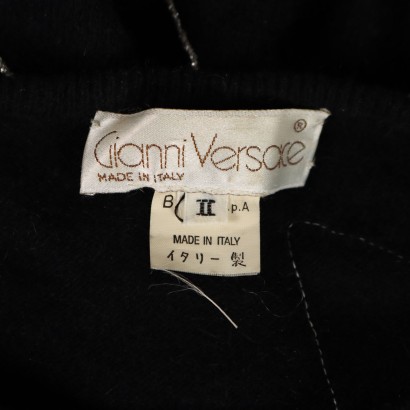 Gianni Versace ®
MADE IN ITALY
B II .p.A
MADE IN ITALY
イタリー 製